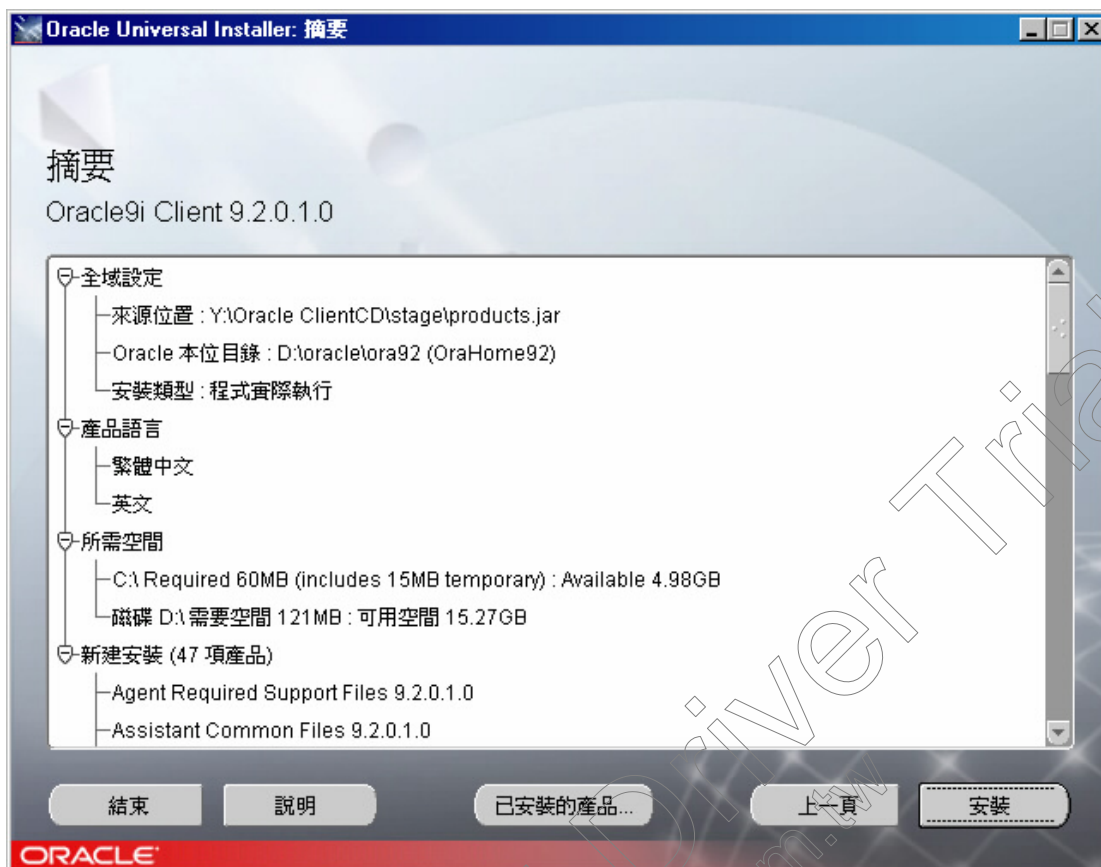 Oracle Universal Installer: 摘要
摘要
Oracle9i Client 9.2.0.1.0
全域設定
來源位置 : Y:\Oracle ClientCD\stage\products.jar
Oracle 本位目錄 : D:\oracle\ora92 (OraHome92)
安裝類型 : 程式實際執行
產品語言
繁體中文
英文
所需空間
C:\ Required 60MB (includes 15MB temporary) : Available 4.98GB
磁碟 D:\ 需要空間 121MB : 可用空間 15.27GB
新建安裝 (47 項產品)
Agent Required Support Files 9.2.0.1.0
Assistant Common Files 9.2.0.1.0
結束 說明 已安裝的產品... 上一頁 安裝
ORACLE
Driver Tria
m.tw